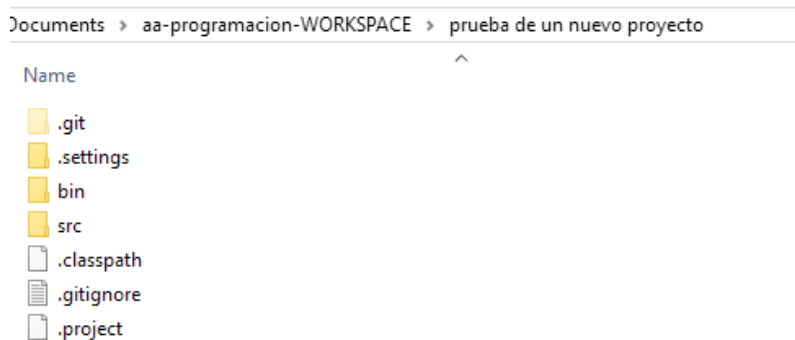 Documents > aa-programacion-WORKSPACE > prueba de un nuevo proyecto
Name
.git
.settings
bin
src
.classpath
.gitignore
.project